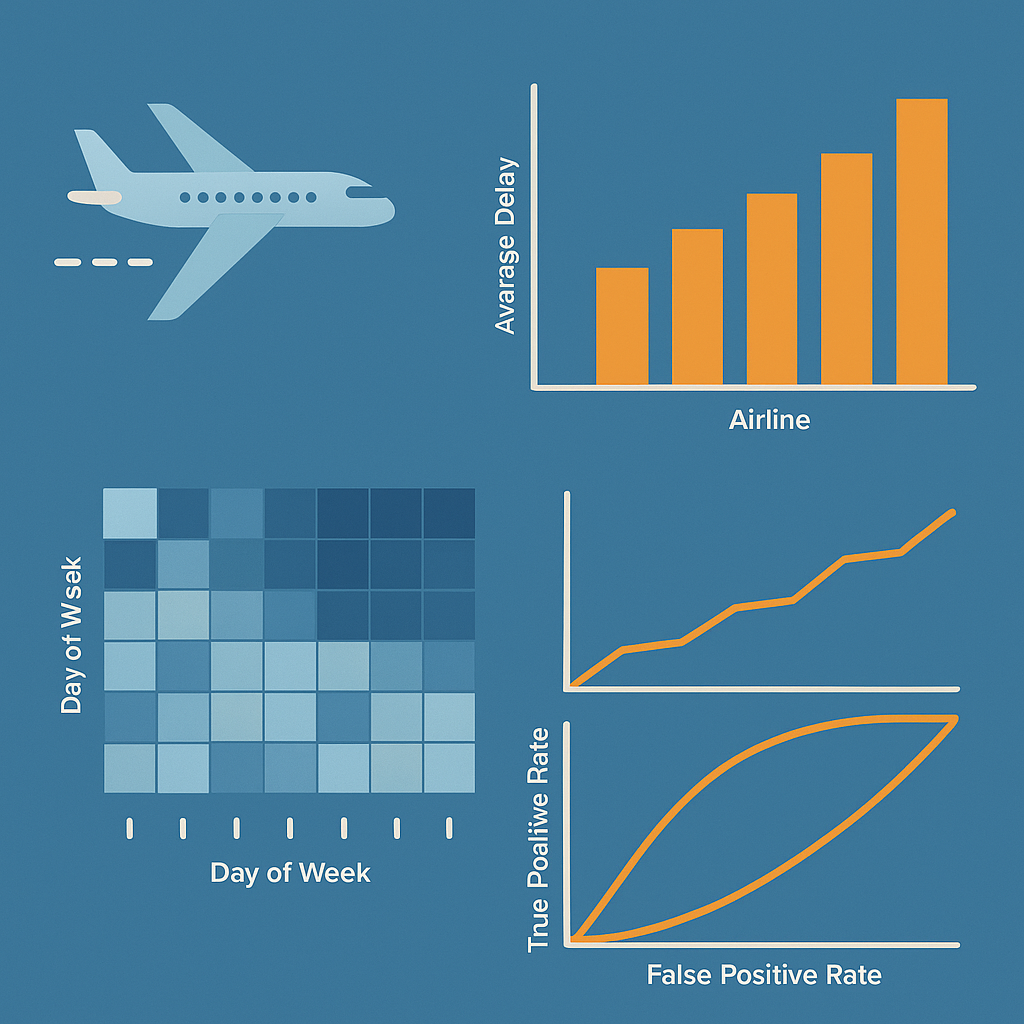 Avarage Delay
Airline
Day of Wsek
Day of Week
True Poaliwe Rate
False Positive Rate